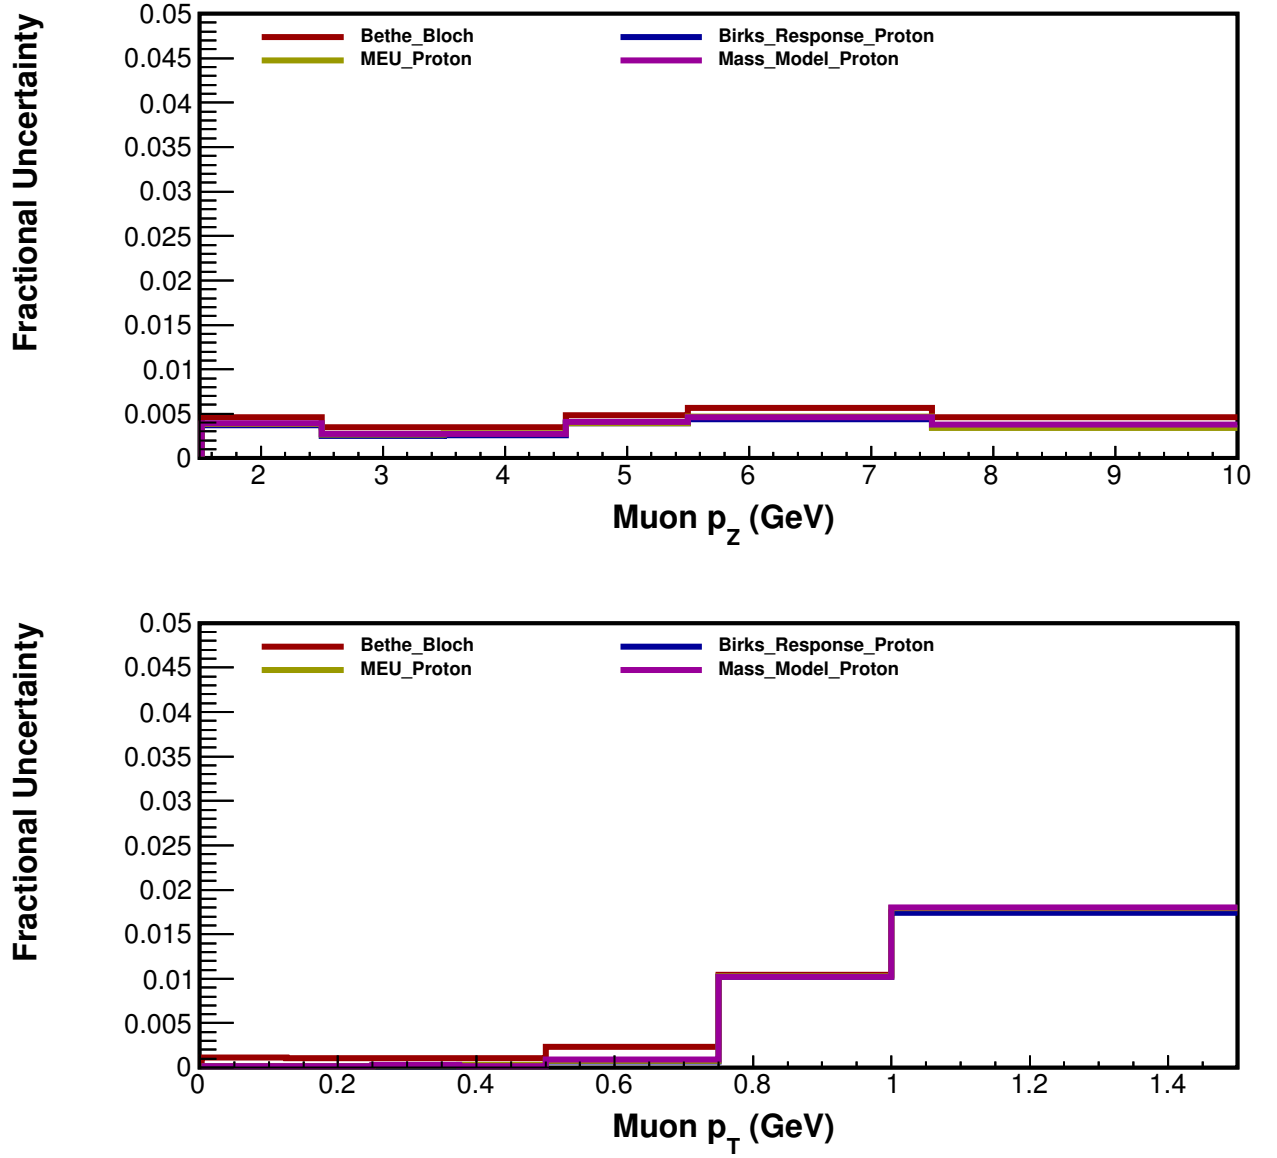 Fractional Uncertainty
0.05
0.045
0.04
0.035
0.03
0.025
0.02
0.015
0.01
0.005
0
Bethe_Bloch
Birks_Response_Proton
MEU_Proton
Mass_Model_Proton
2 3 4 5 6 7 8 9 10
Muon pZ (GeV)
Fractional Uncertainty
0.05
0.045
0.04
0.035
0.03
0.025
0.02
0.015
0.01
0.005
0
Bethe_Bloch
Birks_Response_Proton
MEU_Proton
Mass_Model_Proton
0 0.2 0.4 0.6 0.8 1 1.2 1.4
Muon pT (GeV)